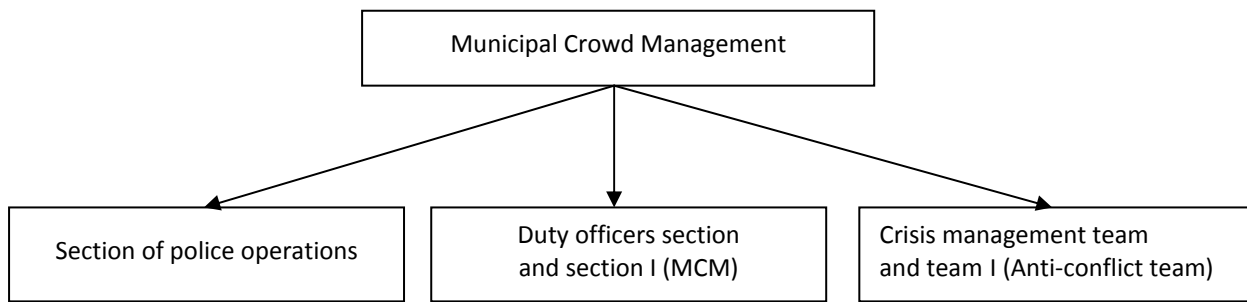 Municipal Crowd Management
Section of police operations
Duty officers section
and section I (MCM)
Crisis management team
and team I (Anti-conflict team)